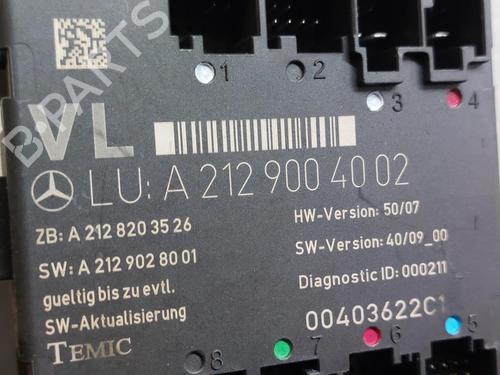 1 2
3 4
B-PARTS
VL
LU: A 212 900 40 02
ZB: A 212 820 35 26
HW-Version: 50/07
SW: A 212 902 80 01
SW-Version: 40/09_00
gueltig bis zu evtl.
Diagnostic ID: 000211
SW-Aktualisierung
00403622C1
TEMIC
8 7 6 5